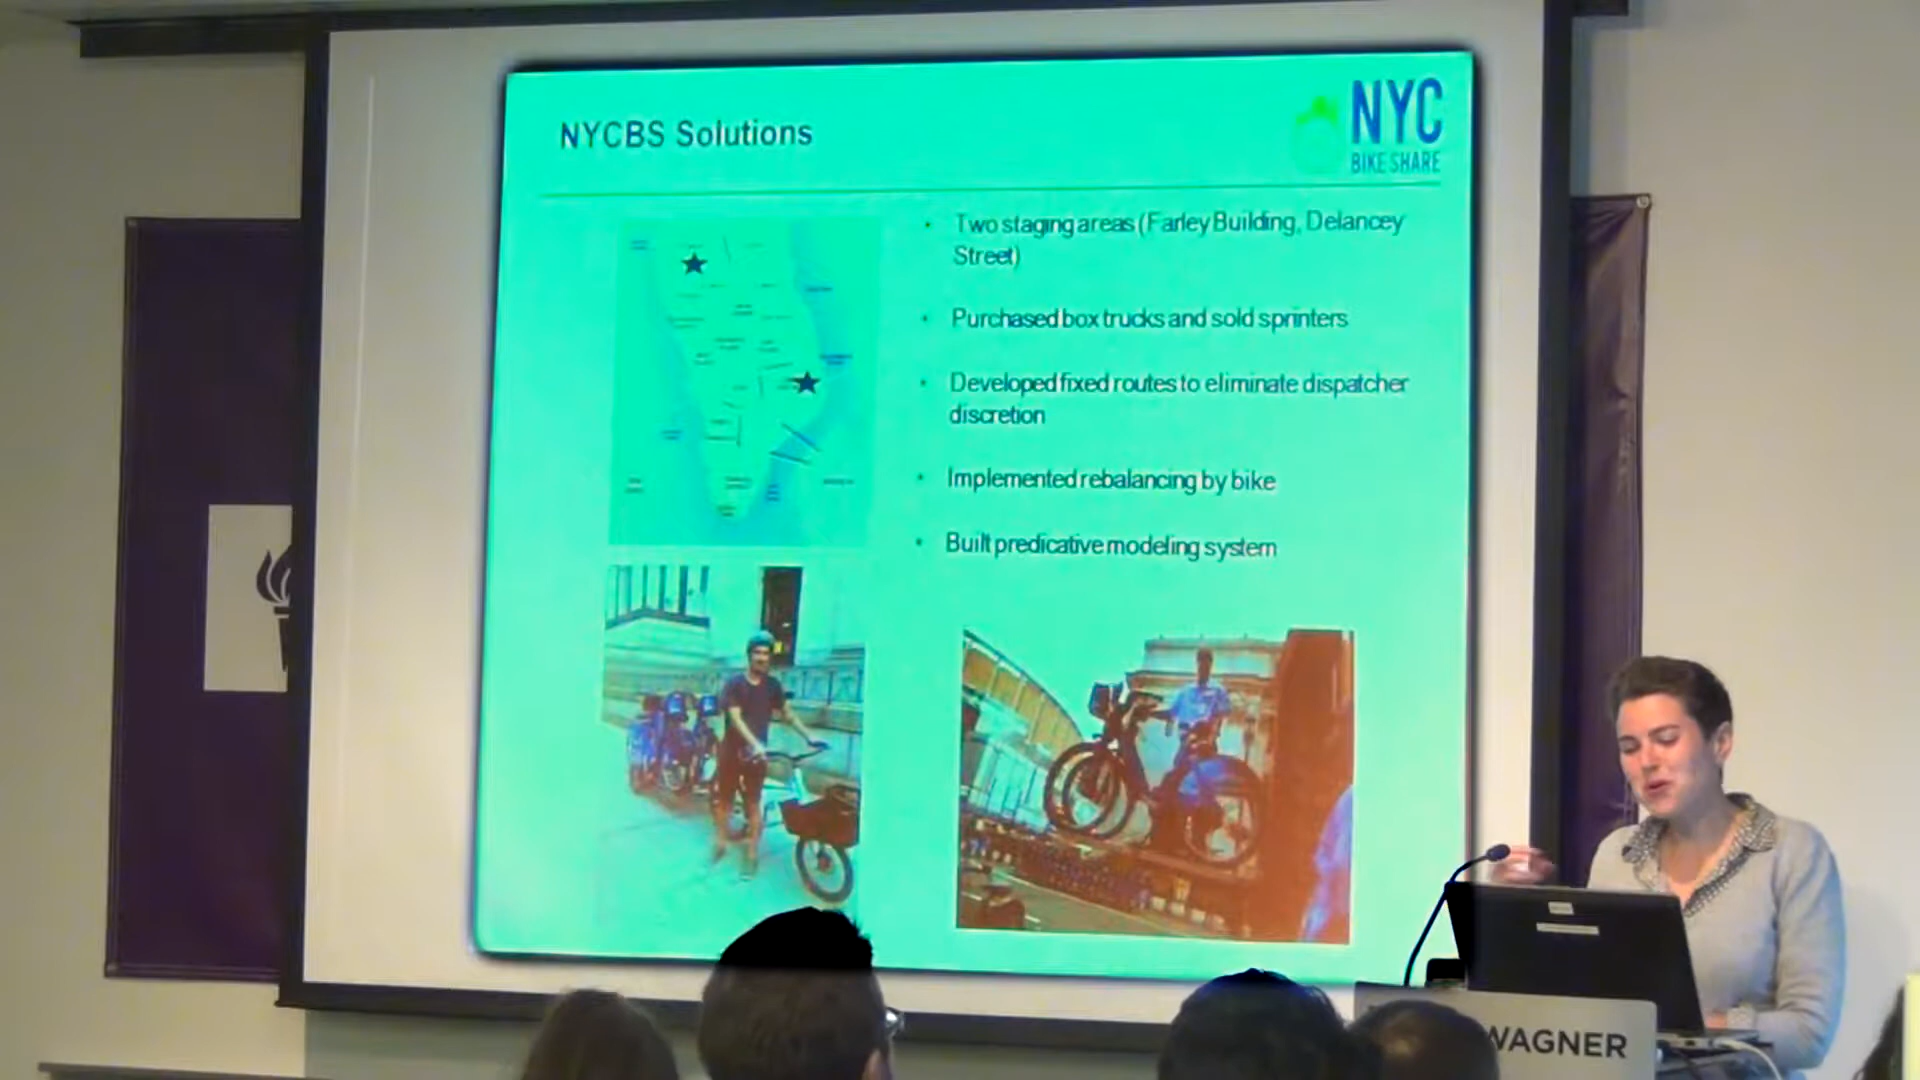 NYCBS Solutions
NYC
BIKE SHARE
• Two staging areas (Farley Building, Delancey
Street)
• Purchased box trucks and sold sprinters
• Developed fixed routes to eliminate dispatcher
discretion
• Implemented rebalancing by bike
• Built predicative modeling system
WAGNER